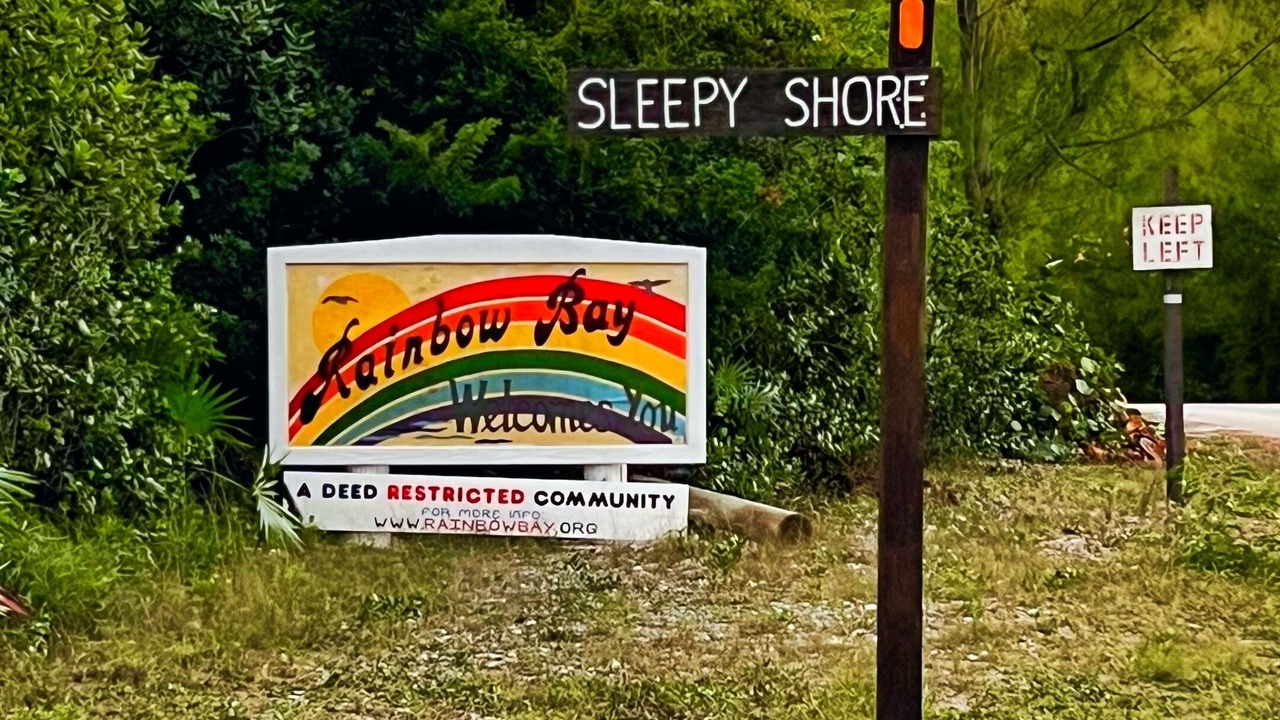 SLEEPY SHORE
KEEP
LEFT
Rainbow Bay
Welcomes You
A DEED RESTRICTED COMMUNITY
FOR MORE INFO:
WWW.RAINBOWBAY.ORG